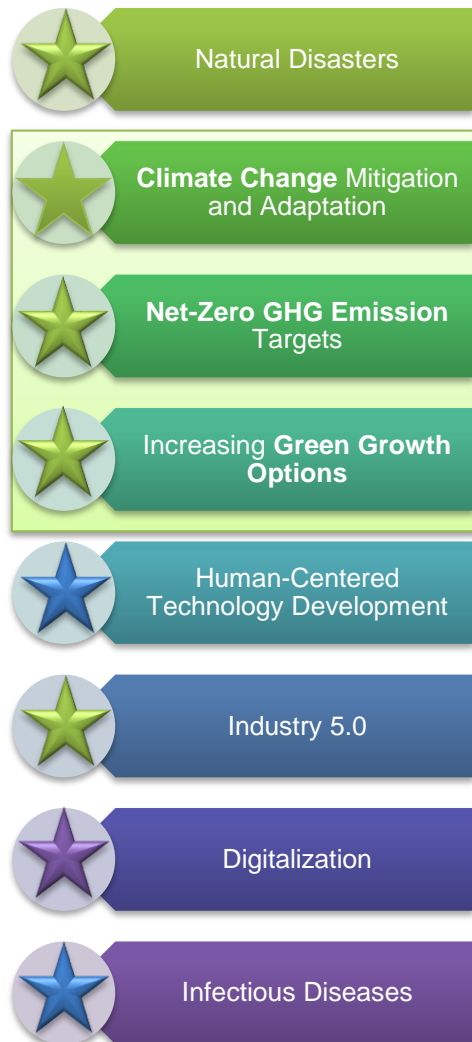 Natural Disasters
Climate Change Mitigation
and Adaptation
Net-Zero GHG Emission
Targets
Increasing Green Growth
Options
Human-Centered
Technology Development
Industry 5.0
Digitalization
Infectious Diseases